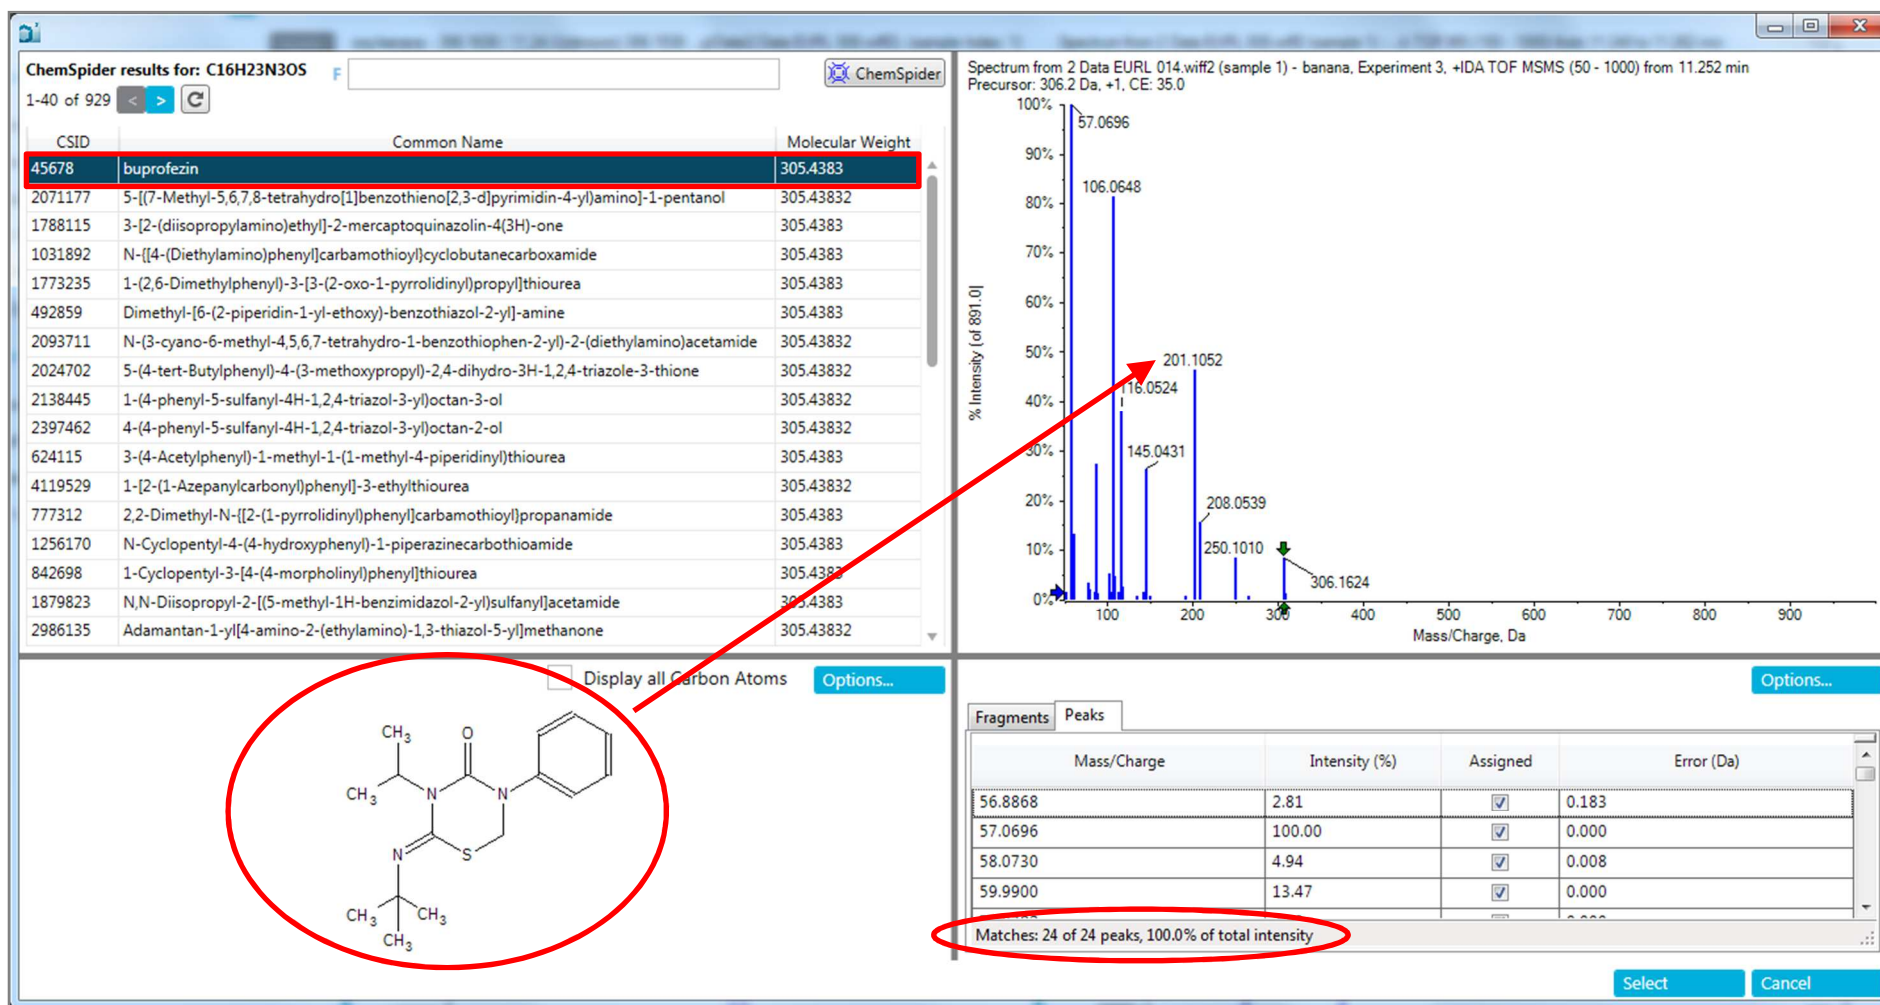 ChemSpider results for: C16H23N3OS
F
ChemSpider
1-40 of 929 < >
CSID Common Name Molecular Weight
45678 buprofezin 305.4383
2071177 5-[(7-Methyl-5,6,7,8-tetrahydro[1]benzothieno[2,3-d]pyrimidin-4-yl)amino]-1-pentanol 305.43832
1788115 3-[2-(diisopropylamino)ethyl]-2-mercaptoquinazolin-4(3H)-one 305.4383
1031892 N-{[4-(Diethylamino)phenyl]carbamothioyl}cyclobutanecarboxamide 305.4383
1773235 1-(2,6-Dimethylphenyl)-3-[3-(2-oxo-1-pyrrolidinyl)propyl]thiourea 305.4383
492859 Dimethyl-[6-(2-piperidin-1-yl-ethoxy)-benzothiazol-2-yl]-amine 305.4383
2093711 N-(3-cyano-6-methyl-4,5,6,7-tetrahydro-1-benzothiophen-2-yl)-2-(diethylamino)acetamide 305.43832
2024702 5-(4-tert-Butylphenyl)-4-(3-methoxypropyl)-2,4-dihydro-3H-1,2,4-triazole-3-thione 305.43832
2138445 1-(4-phenyl-5-sulfanyl-4H-1,2,4-triazol-3-yl)octan-3-ol 305.43832
2397462 4-(4-phenyl-5-sulfanyl-4H-1,2,4-triazol-3-yl)octan-2-ol 305.43832
624115 3-(4-Acetylphenyl)-1-methyl-1-(1-methyl-4-piperidinyl)thiourea 305.4383
4119529 1-[2-(1-Azepanylcarbonyl)phenyl]-3-ethylthiourea 305.43832
777312 2,2-Dimethyl-N-{[2-(1-pyrrolidinyl)phenyl]carbamothioyl}propanamide 305.4383
1256170 N-Cyclopentyl-4-(4-hydroxyphenyl)-1-piperazinecarbothioamide 305.4383
842698 1-Cyclopentyl-3-[4-(4-morpholinyl)phenyl]thiourea 305.4383
1879823 N,N-Diisopropyl-2-[(5-methyl-1H-benzimidazol-2-yl)sulfanyl]acetamide 305.4383
2986135 Adamantan-1-yl[4-amino-2-(ethylamino)-1,3-thiazol-5-yl]methanone 305.43832
Spectrum from 2 Data EURL 014.wiff2 (sample 1) - banana, Experiment 3, +IDA TOF MSMS (50 - 1000) from 11.252 min
Precursor: 306.2 Da, +1, CE: 35.0
% Intensity (of 891.0)
100%
57.0696
90%
106.0648
80%
70%
60%
50%
201.1052
116.0524
40%
30%
145.0431
20%
208.0539
10%
250.1010
306.1624
0%
100 200 300 400 500 600 700 800 900
Mass/Charge, Da
Display all Carbon Atoms
Options...
CH3
O
CH3
N
N
N
S
CH3
CH3
CH3
Options...
Fragments Peaks
Mass/Charge Intensity (%) Assigned Error (Da)
56.8868 2.81 0.183
57.0696 100.00 0.000
58.0730 4.94 0.008
59.9900 13.47 0.000
Matches: 24 of 24 peaks, 100.0% of total intensity
Select Cancel